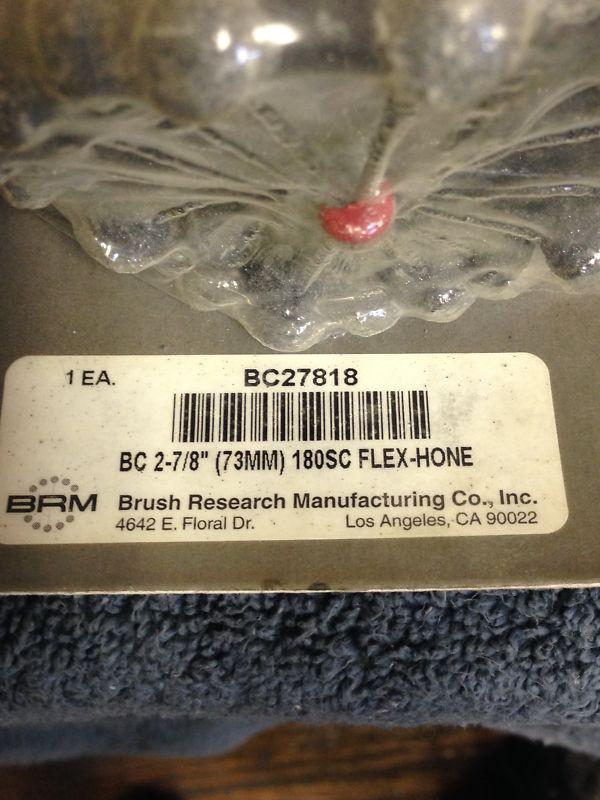 1 EA. BC27818
BC 2-7/8" (73MM) 180SC FLEX-HONE
BRM Brush Research Manufacturing Co., Inc.
4642 E. Floral Dr. Los Angeles, CA 90022